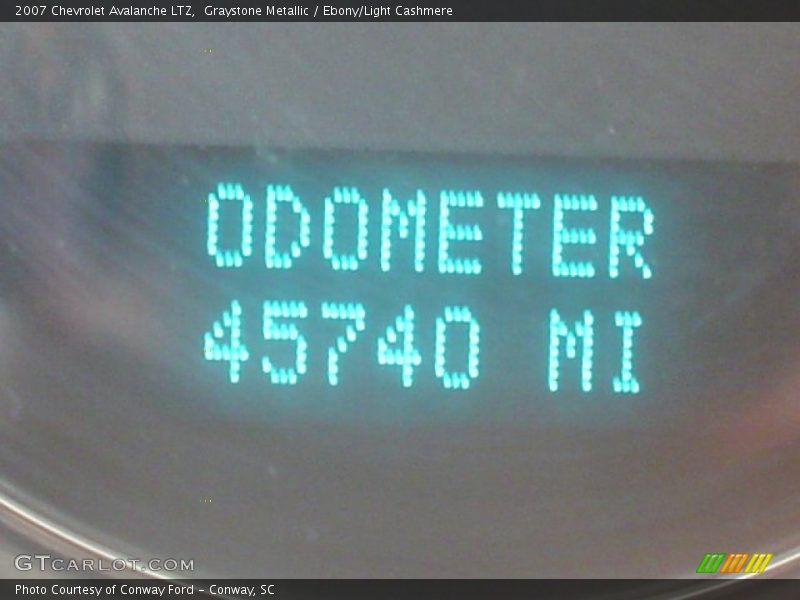 2007 Chevrolet Avalanche LTZ,  Graystone Metallic / Ebony/Light Cashmere
ODOMETER
45740 MI
GTCARLOT.COM
Photo Courtesy of Conway Ford - Conway, SC